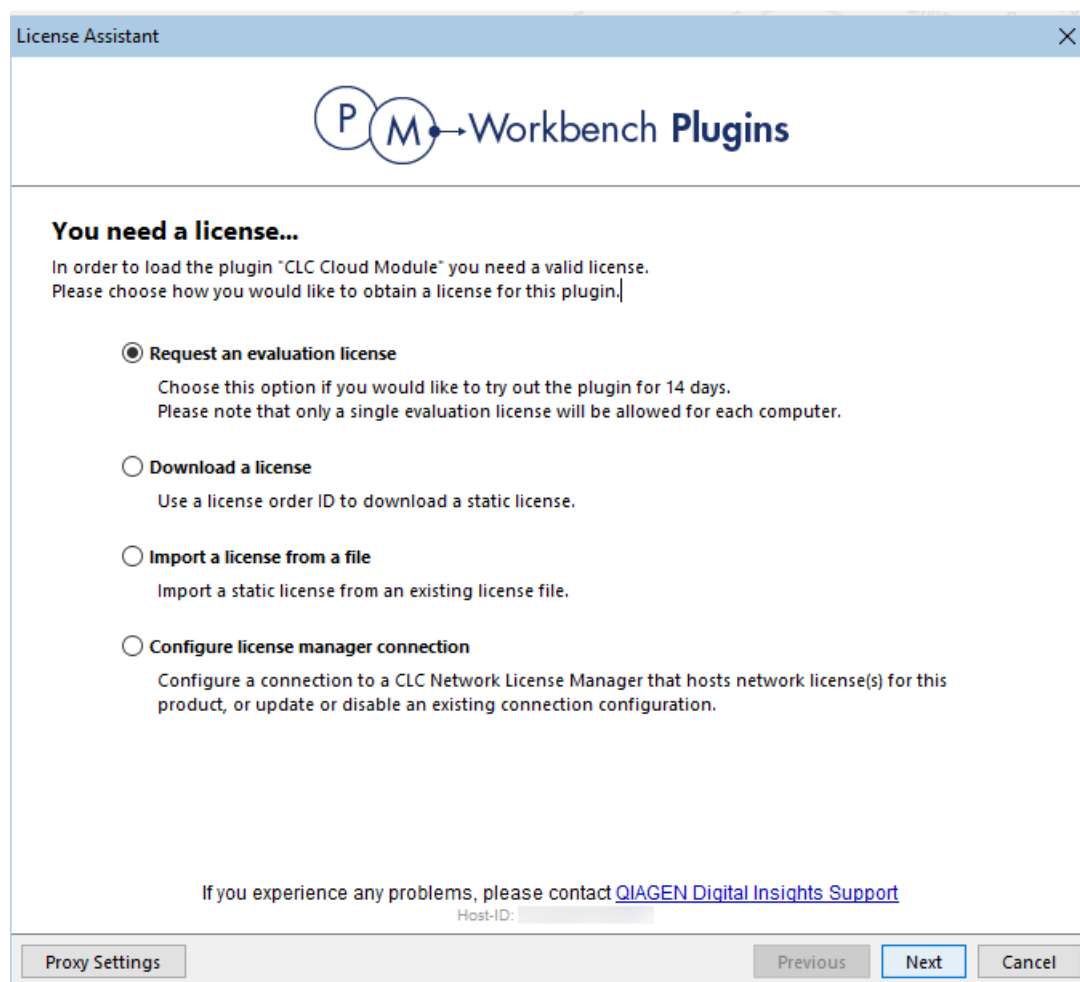 License Assistant
P M Workbench Plugins
You need a license...
In order to load the plugin "CLC Cloud Module" you need a valid license.
Please choose how you would like to obtain a license for this plugin.
Request an evaluation license
Choose this option if you would like to try out the plugin for 14 days.
Please note that only a single evaluation license will be allowed for each computer.
Download a license
Use a license order ID to download a static license.
Import a license from a file
Import a static license from an existing license file.
Configure license manager connection
Configure a connection to a CLC Network License Manager that hosts network license(s) for this
product, or update or disable an existing connection configuration.
If you experience any problems, please contact QIAGEN Digital Insights Support
Host-ID:
Proxy Settings Previous Next Cancel